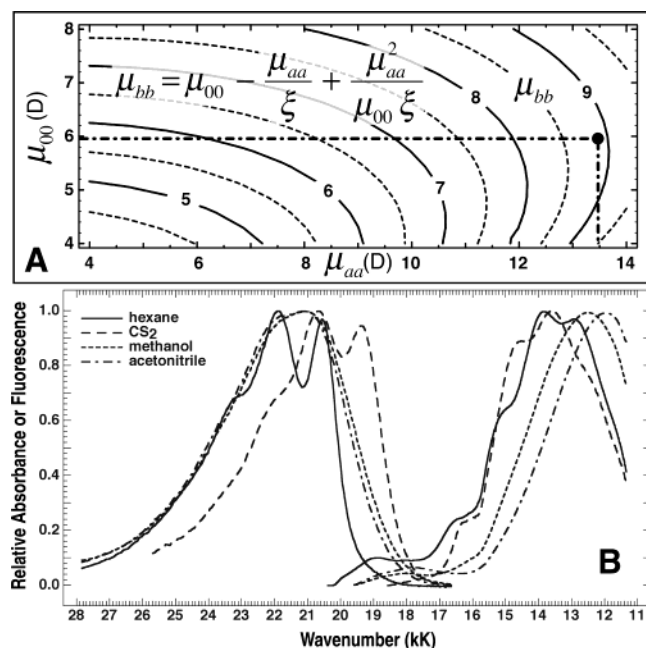 8
7
6
5
4
μ00 (D)
μbb = μ00 − μaa/ξ + μ²aa/(μ00 ξ)
μbb
5
6
7
8
9
A
4
6
8
10
12
14
μaa(D)
Relative Absorbance or Fluorescence
1.0
0.8
0.6
0.4
0.2
0.0
hexane
CS2
methanol
acetonitrile
B
28 27 26 25 24 23 22 21 20 19 18 17 16 15 14 13 12 11
Wavenumber (kK)